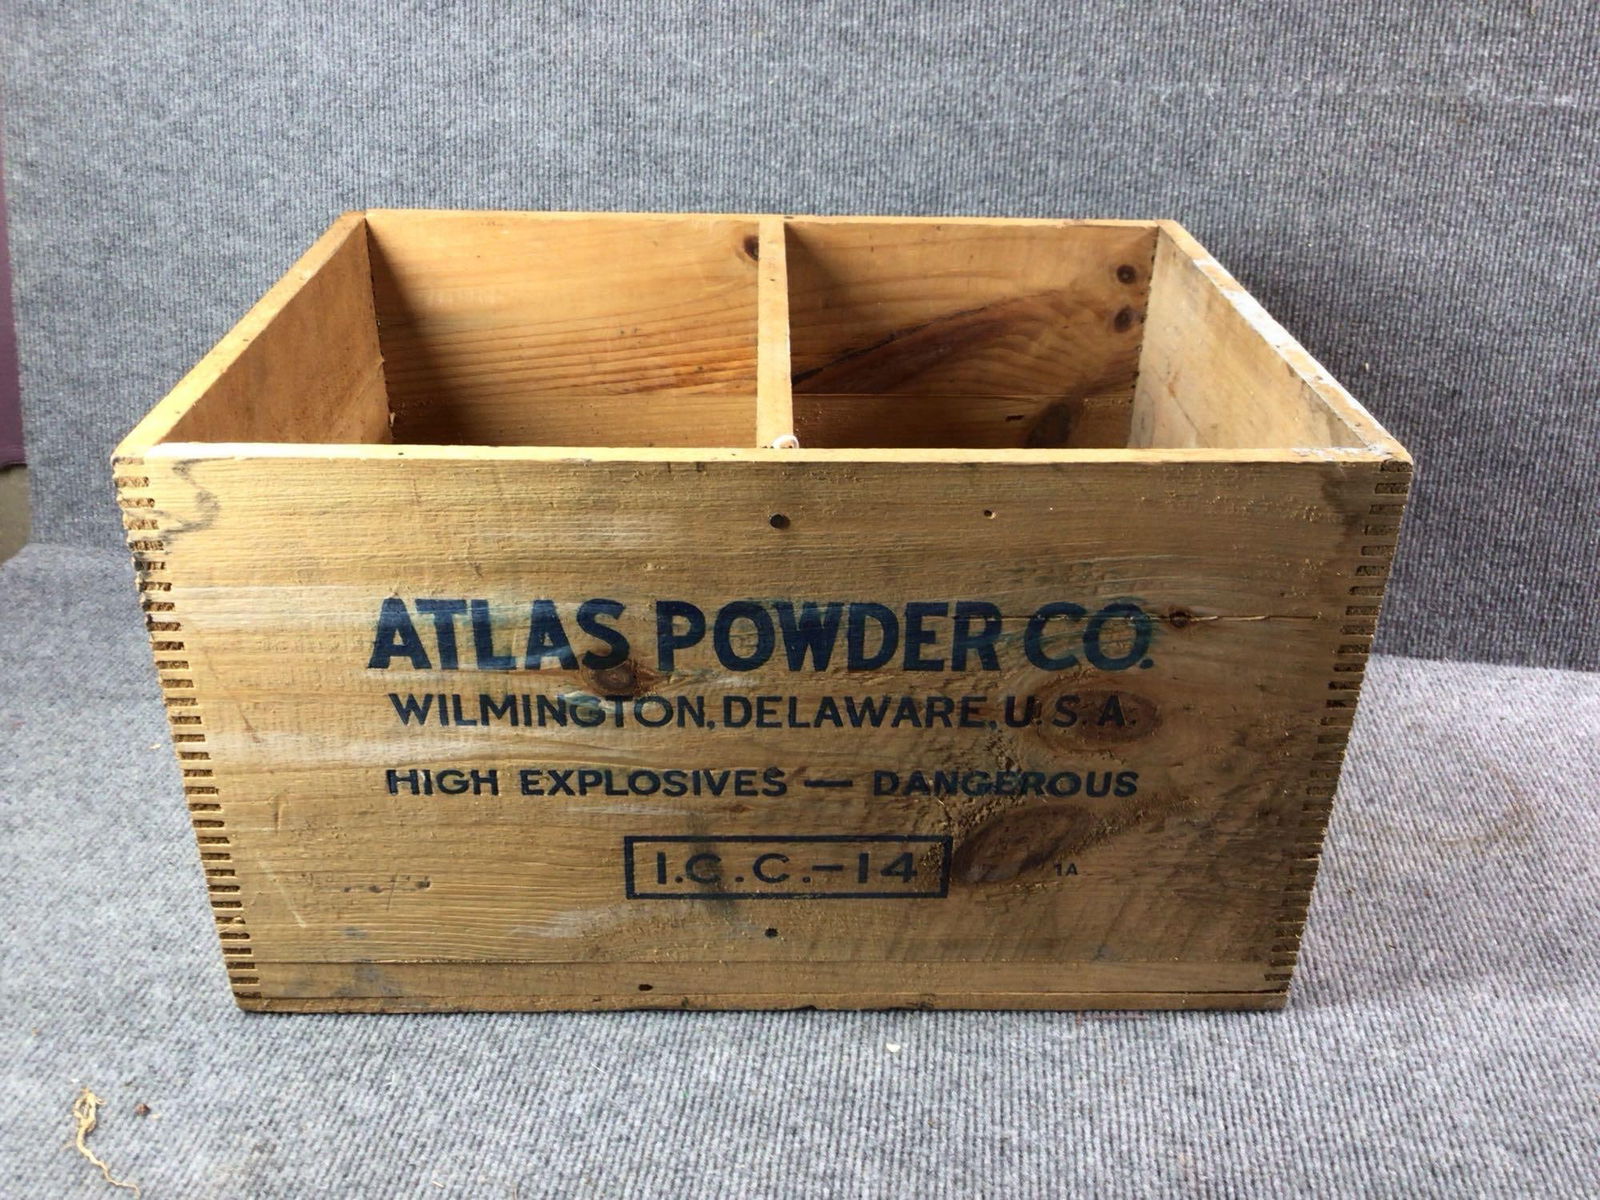 ATLAS POWDER CO.
WILMINGTON, DELAWARE, U.S.A.
HIGH EXPLOSIVES — DANGEROUS
I.C.C.-14
1A